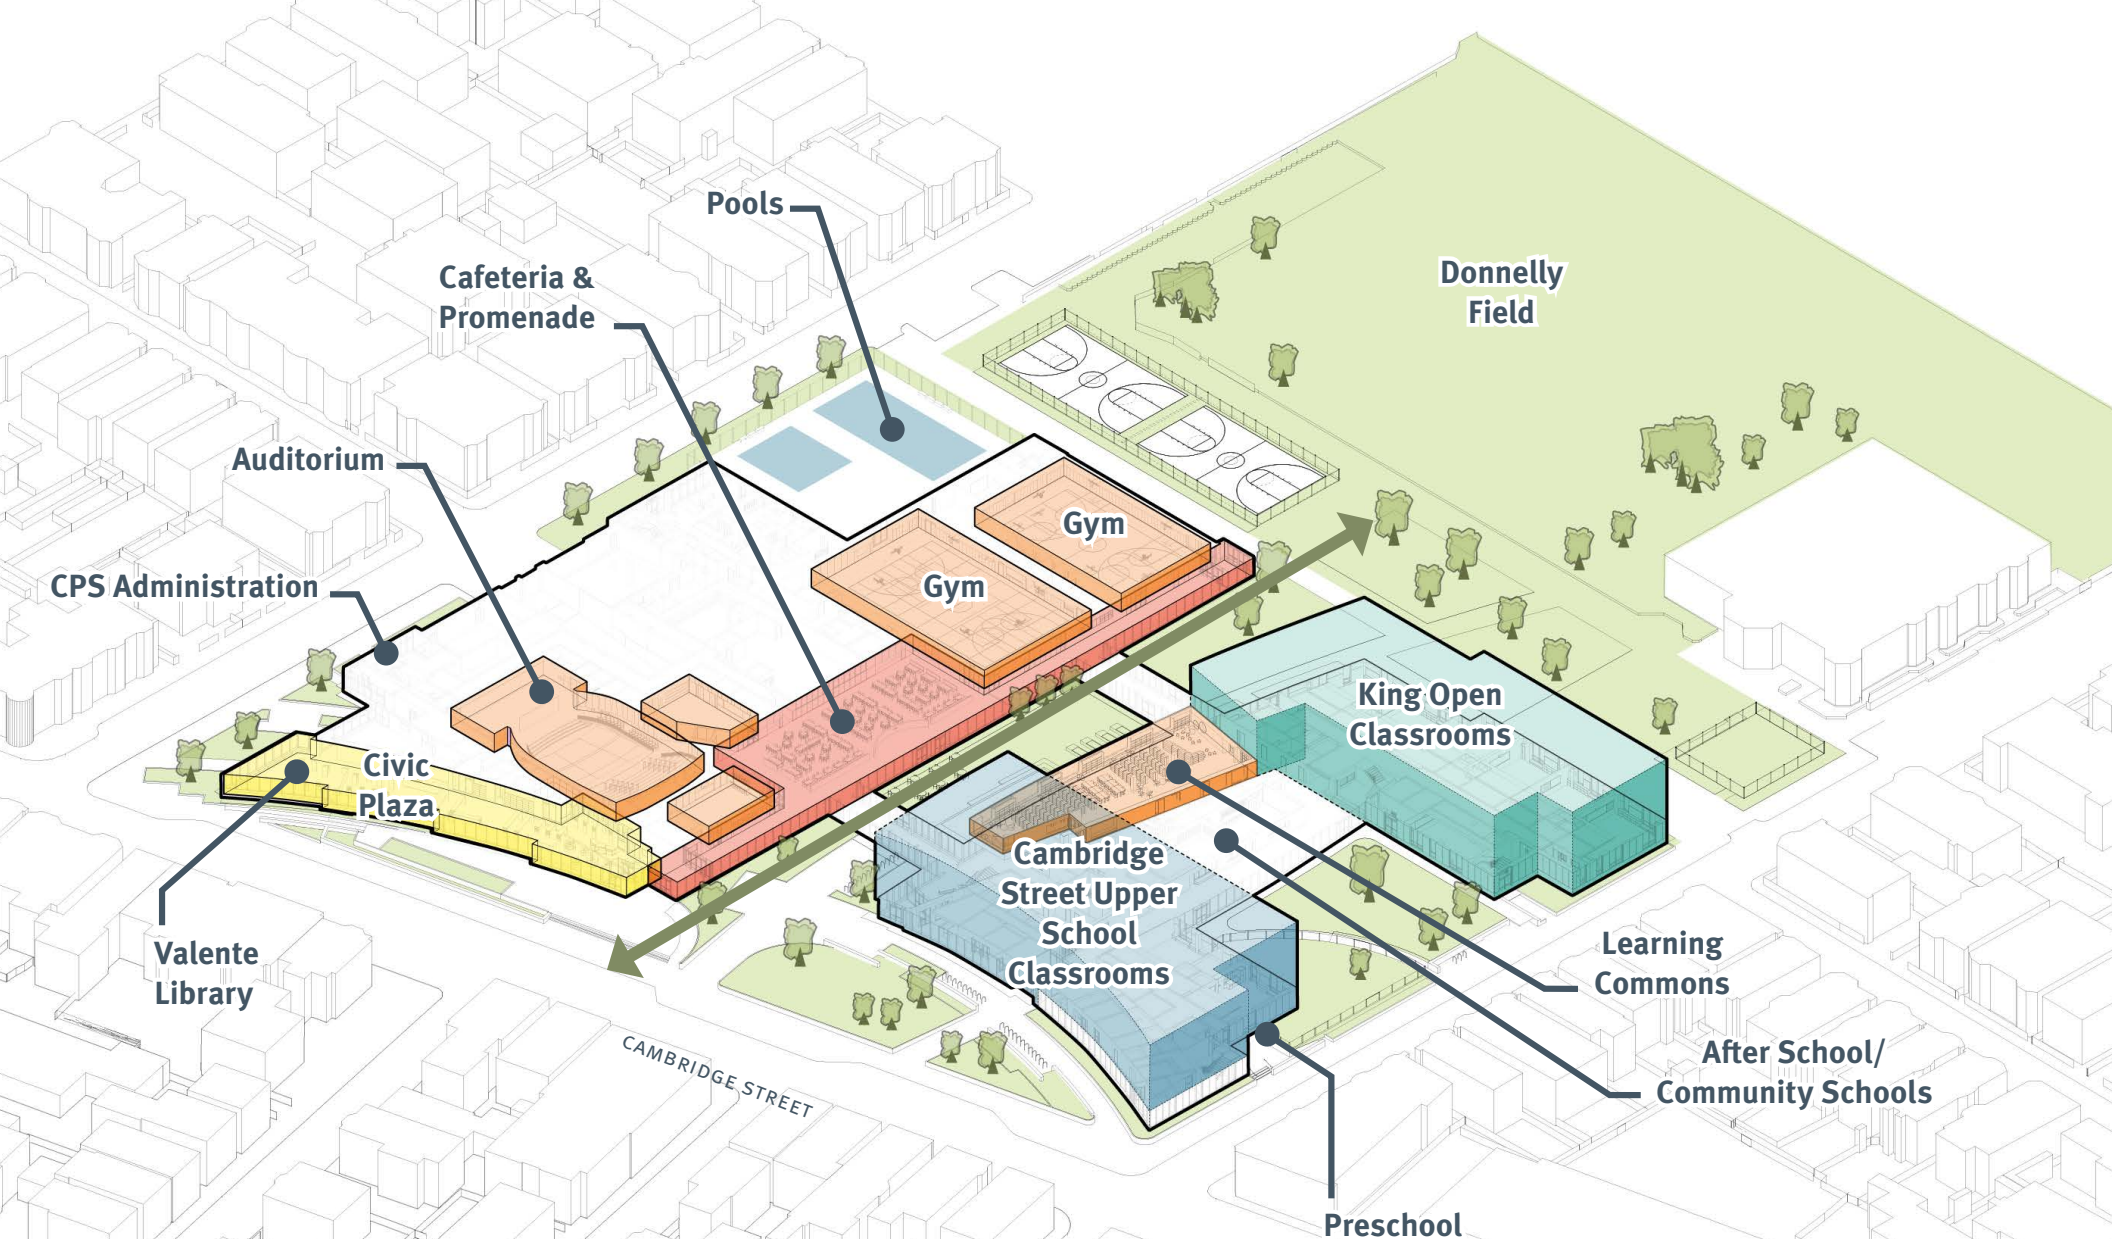 Pools
Cafeteria &
Promenade
Donnelly
Field
Auditorium
Gym
Gym
CPS Administration
King Open
Classrooms
Civic
Plaza
Cambridge
Street Upper
School
Classrooms
Valente
Library
Learning
Commons
CAMBRIDGE STREET
After School/
Community Schools
Preschool